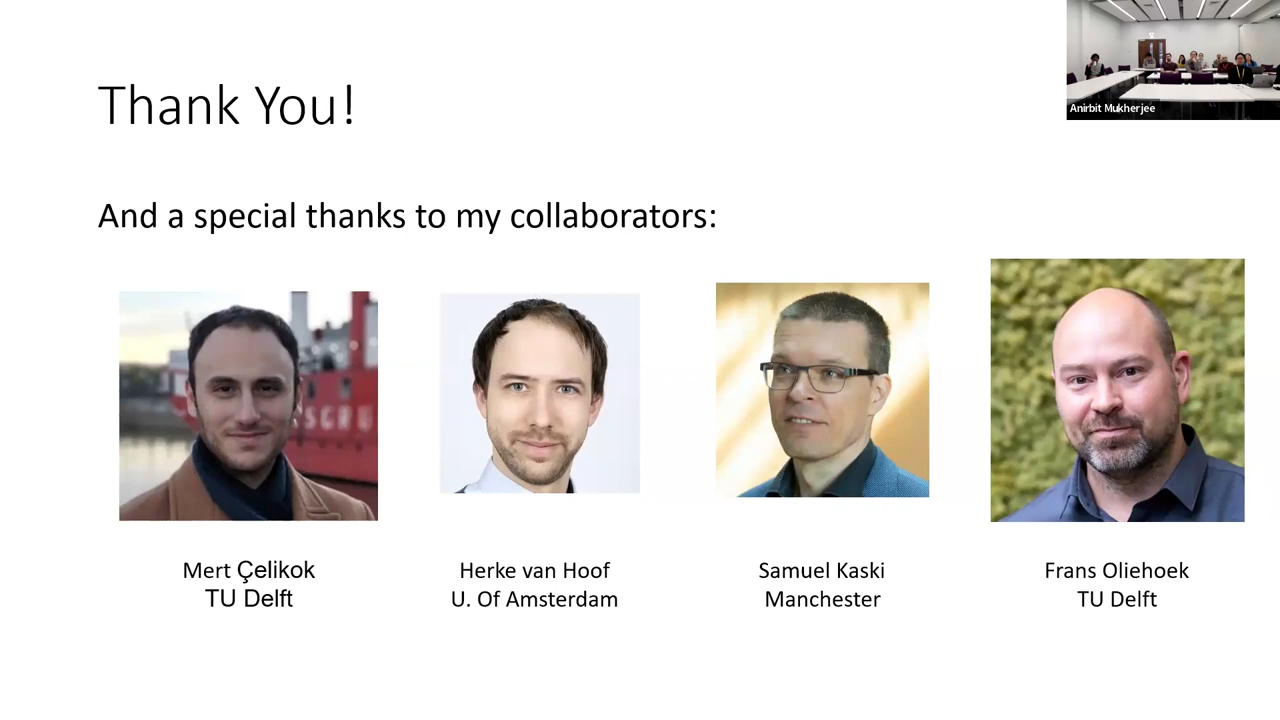 Thank You!
Anirbit Mukherjee
And a special thanks to my collaborators:
NSGRU
Mert Çelikok
TU Delft
Herke van Hoof
U. Of Amsterdam
Samuel Kaski
Manchester
Frans Oliehoek
TU Delft